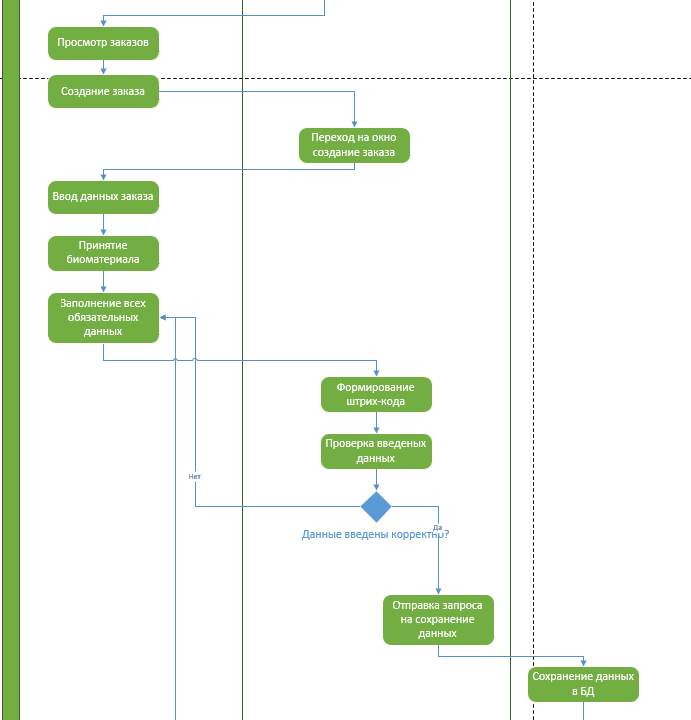 Просмотр заказов
Создание заказа
Переход на окно
создание заказа
Ввод данных заказа
Принятие
биоматериала
Заполнение всех
обязательных
данных
Формирование
штрих-кода
Проверка введеных
данных
Нет
Да
Данные введены корректно?
Отправка запроса
на сохранение
данных
Сохранение данных
в БД